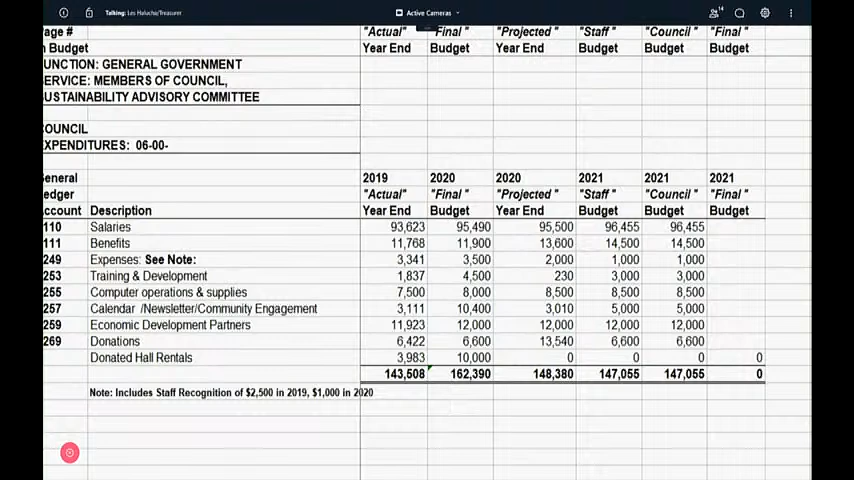 Talking: Les Halucha/Treasurer Active Cameras 14
age # "Actual" "Final" "Projected" "Staff " "Council " "Final "
n Budget Year End Budget Year End Budget Budget Budget
UNCTION: GENERAL GOVERNMENT
ERVICE: MEMBERS OF COUNCIL,
USTAINABILITY ADVISORY COMMITTEE
OUNCIL
XPENDITURES: 06-00-
eneral 2019 2020 2020 2021 2021 2021
edger "Actual" "Final" "Projected" "Staff " "Council " "Final "
ccount Description Year End Budget Year End Budget Budget Budget
110 Salaries 93,623 95,490 95,500 96,455 96,455
111 Benefits 11,768 11,900 13,600 14,500 14,500
249 Expenses: See Note: 3,341 3,500 2,000 1,000 1,000
253 Training & Development 1,837 4,500 230 3,000 3,000
255 Computer operations & supplies 7,500 8,000 8,500 8,500 8,500
257 Calendar /Newsletter/Community Engagement 3,111 10,400 3,010 5,000 5,000
259 Economic Development Partners 11,923 12,000 12,000 12,000 12,000
269 Donations 6,422 6,600 13,540 6,600 6,600
Donated Hall Rentals 3,983 10,000 0 0 0 0
143,508 162,390 148,380 147,055 147,055 0
Note: Includes Staff Recognition of $2,500 in 2019, $1,000 in 2020